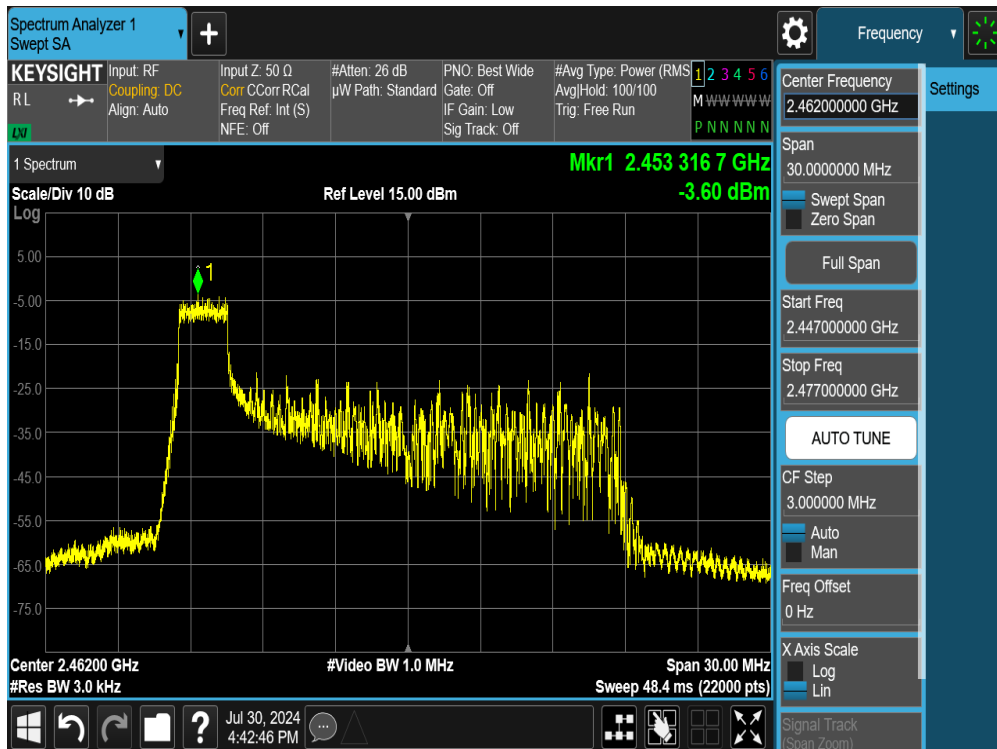 Spectrum Analyzer 1
Swept SA
+
Frequency
KEYSIGHT
R L
LXI
Input: RF
Coupling: DC
Align: Auto
Input Z: 50 Ω
Corr CCorr RCal
Freq Ref: Int (S)
NFE: Off
#Atten: 26 dB
µW Path: Standard
PNO: Best Wide
Gate: Off
IF Gain: Low
Sig Track: Off
#Avg Type: Power (RMS
Avg|Hold: 100/100
Trig: Free Run
1 2 3 4 5 6
M W W W W W
P N N N N N
1 Spectrum
Scale/Div 10 dB
Log
Ref Level 15.00 dBm
Mkr1 2.453 316 7 GHz
-3.60 dBm
1
5.00
-5.00
-15.0
-25.0
-35.0
-45.0
-55.0
-65.0
-75.0
Center 2.46200 GHz
#Res BW 3.0 kHz
#Video BW 1.0 MHz
Span 30.00 MHz
Sweep 48.4 ms (22000 pts)
Center Frequency
2.462000000 GHz
Span
30.0000000 MHz
Swept Span
Zero Span
Full Span
Start Freq
2.447000000 GHz
Stop Freq
2.477000000 GHz
AUTO TUNE
CF Step
3.000000 MHz
Auto
Man
Freq Offset
0 Hz
X Axis Scale
Log
Lin
Signal Track
(Span Zoom)
Settings
?
Jul 30, 2024
4:42:46 PM